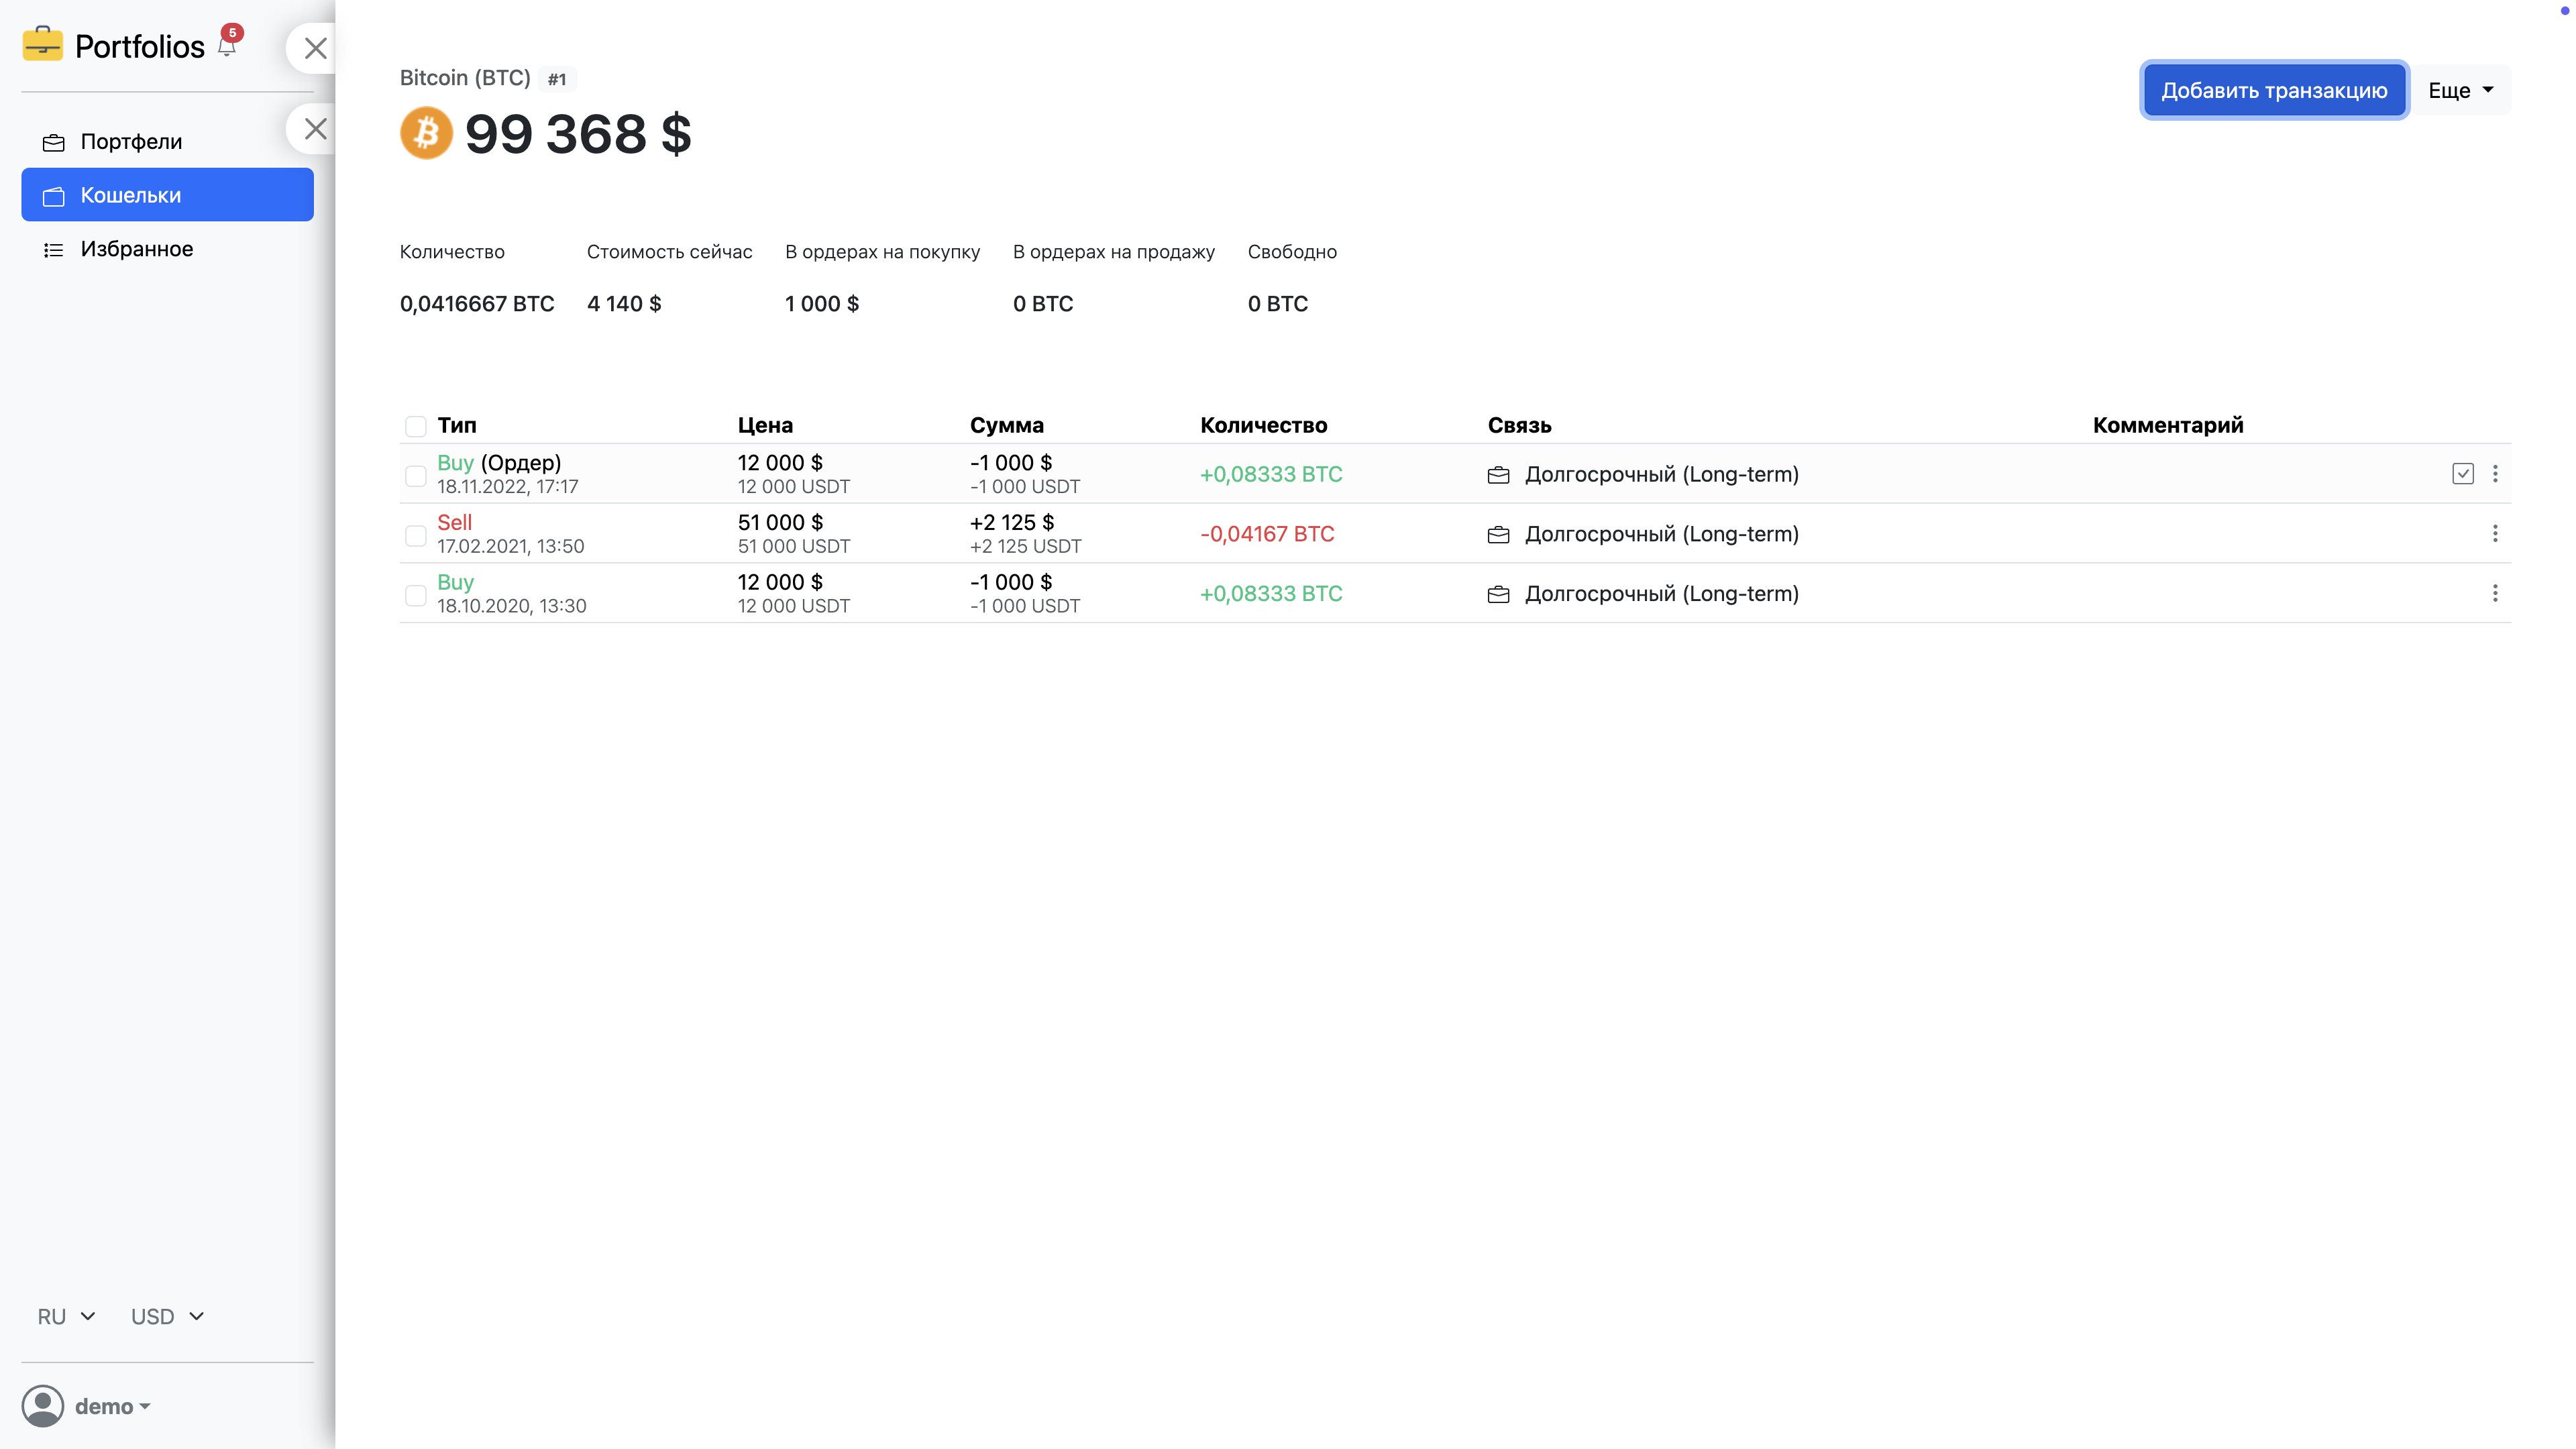 Portfolios
5
Портфели
Кошельки
Избранное
RU
USD
demo
Bitcoin (BTC) #1
99 368 $
Добавить транзакцию
Еще
Количество Стоимость сейчас В ордерах на покупку В ордерах на продажу Свободно
0,0416667 BTC 4 140 $ 1 000 $ 0 BTC 0 BTC
Тип Цена Сумма Количество Связь Комментарий
Buy (Ордер) 12 000 $ -1 000 $ +0,08333 BTC Долгосрочный (Long-term)
18.11.2022, 17:17 12 000 USDT -1 000 USDT
Sell 51 000 $ +2 125 $ -0,04167 BTC Долгосрочный (Long-term)
17.02.2021, 13:50 51 000 USDT +2 125 USDT
Buy 12 000 $ -1 000 $ +0,08333 BTC Долгосрочный (Long-term)
18.10.2020, 13:30 12 000 USDT -1 000 USDT